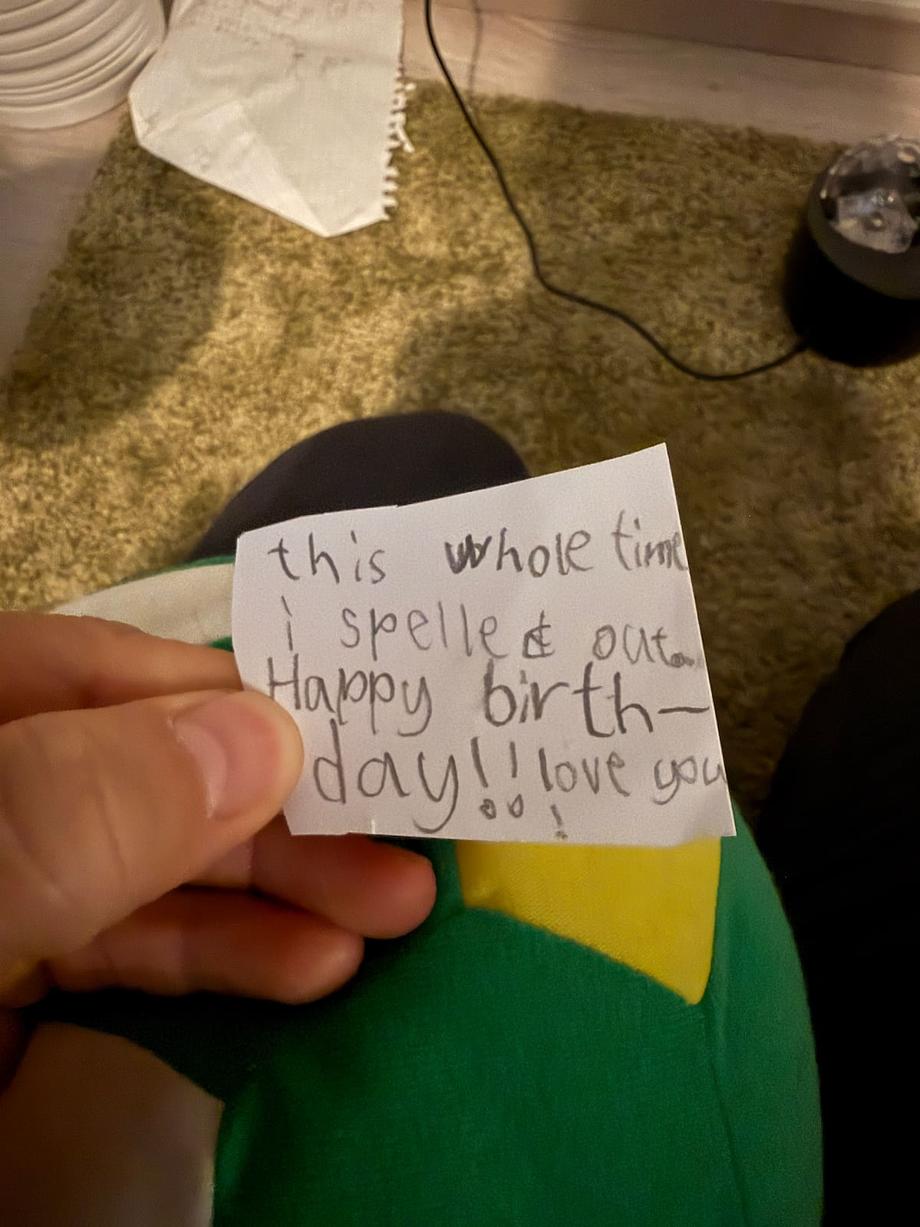 this whole time
i spelled out..
Happy birth-
day!! love you
!